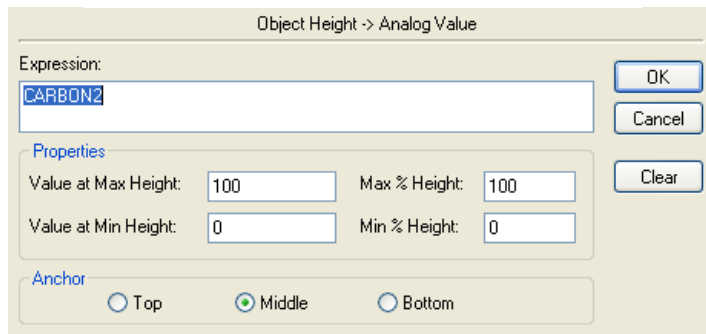 Object Height -> Analog Value
Expression:
CARBON2
OK
Cancel
Clear
Properties
Value at Max Height: 100 Max % Height: 100
Value at Min Height: 0 Min % Height: 0
Anchor
Top Middle Bottom